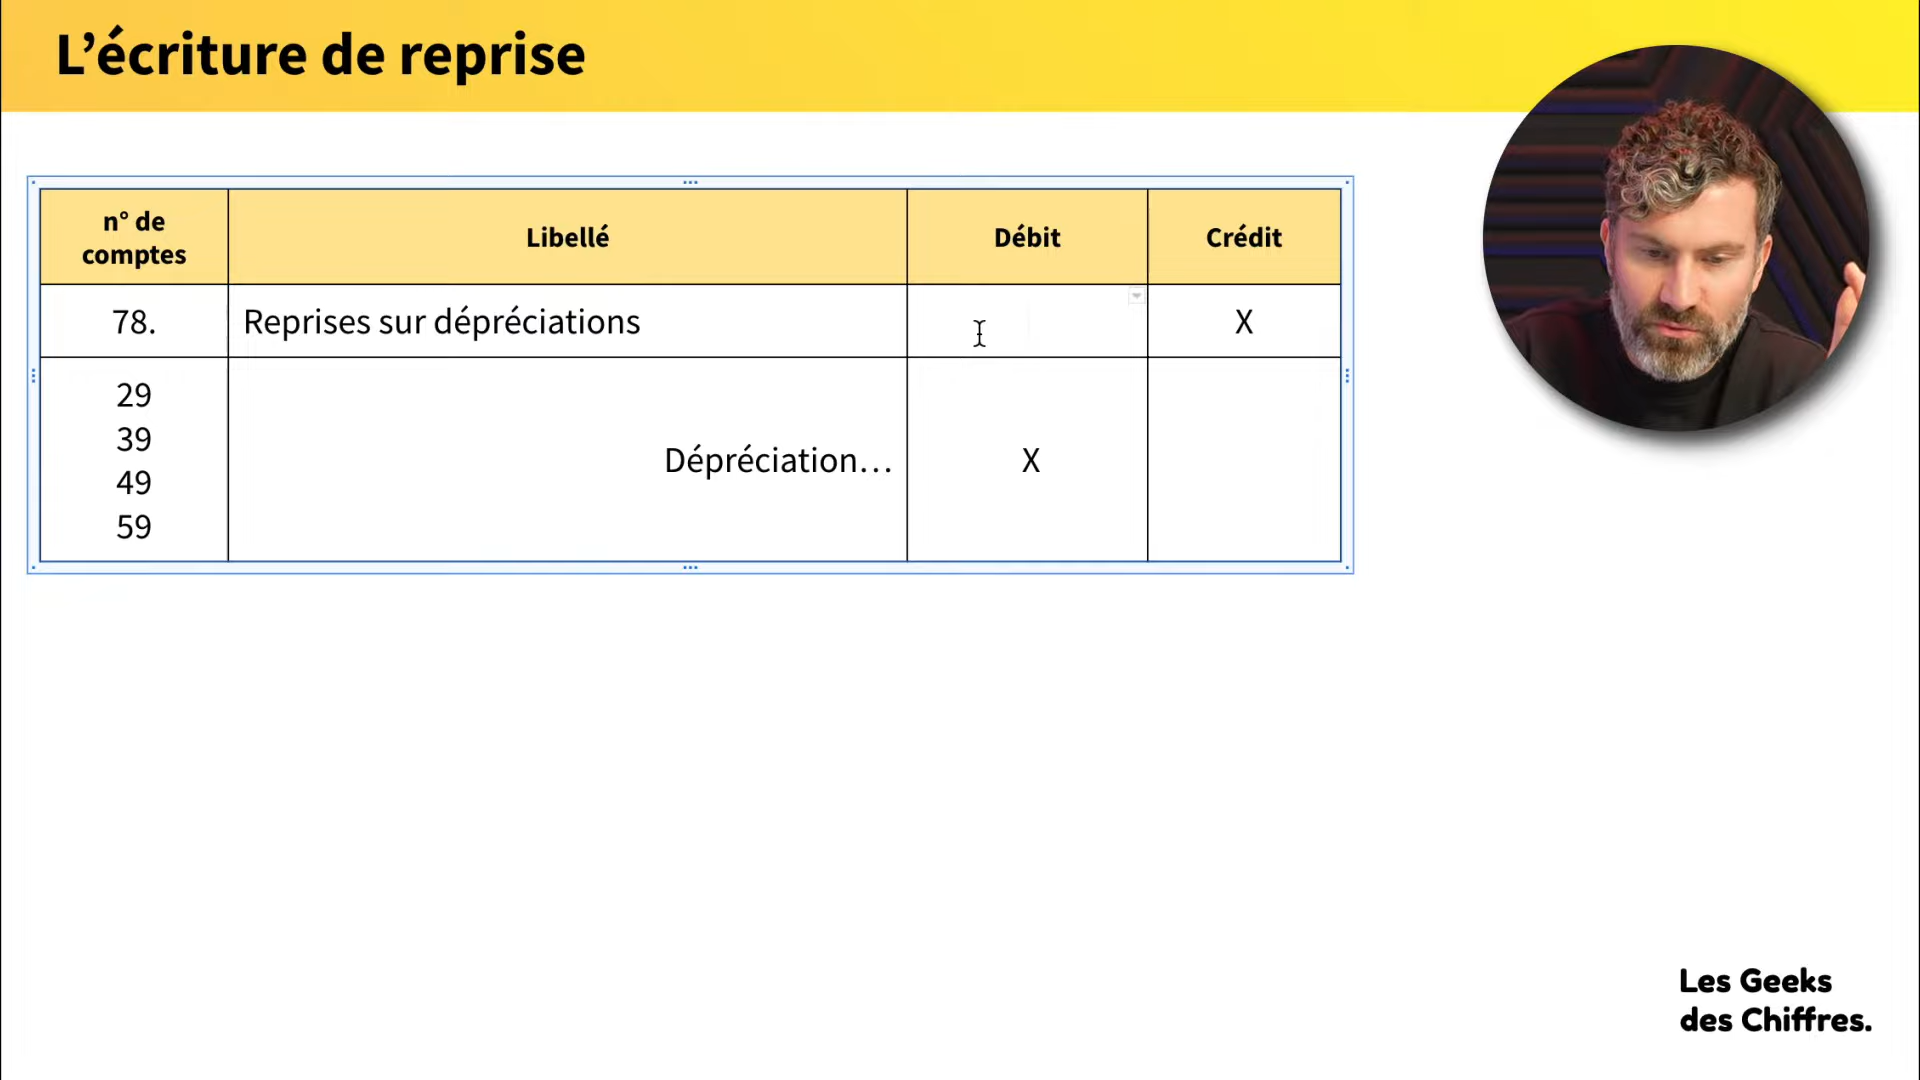 L’écriture de reprise
n° de
comptes
Libellé
Débit
Crédit
78.
Reprises sur dépréciations
X
29
39
49
59
Dépréciation…
X
Les Geeks
des Chiffres.